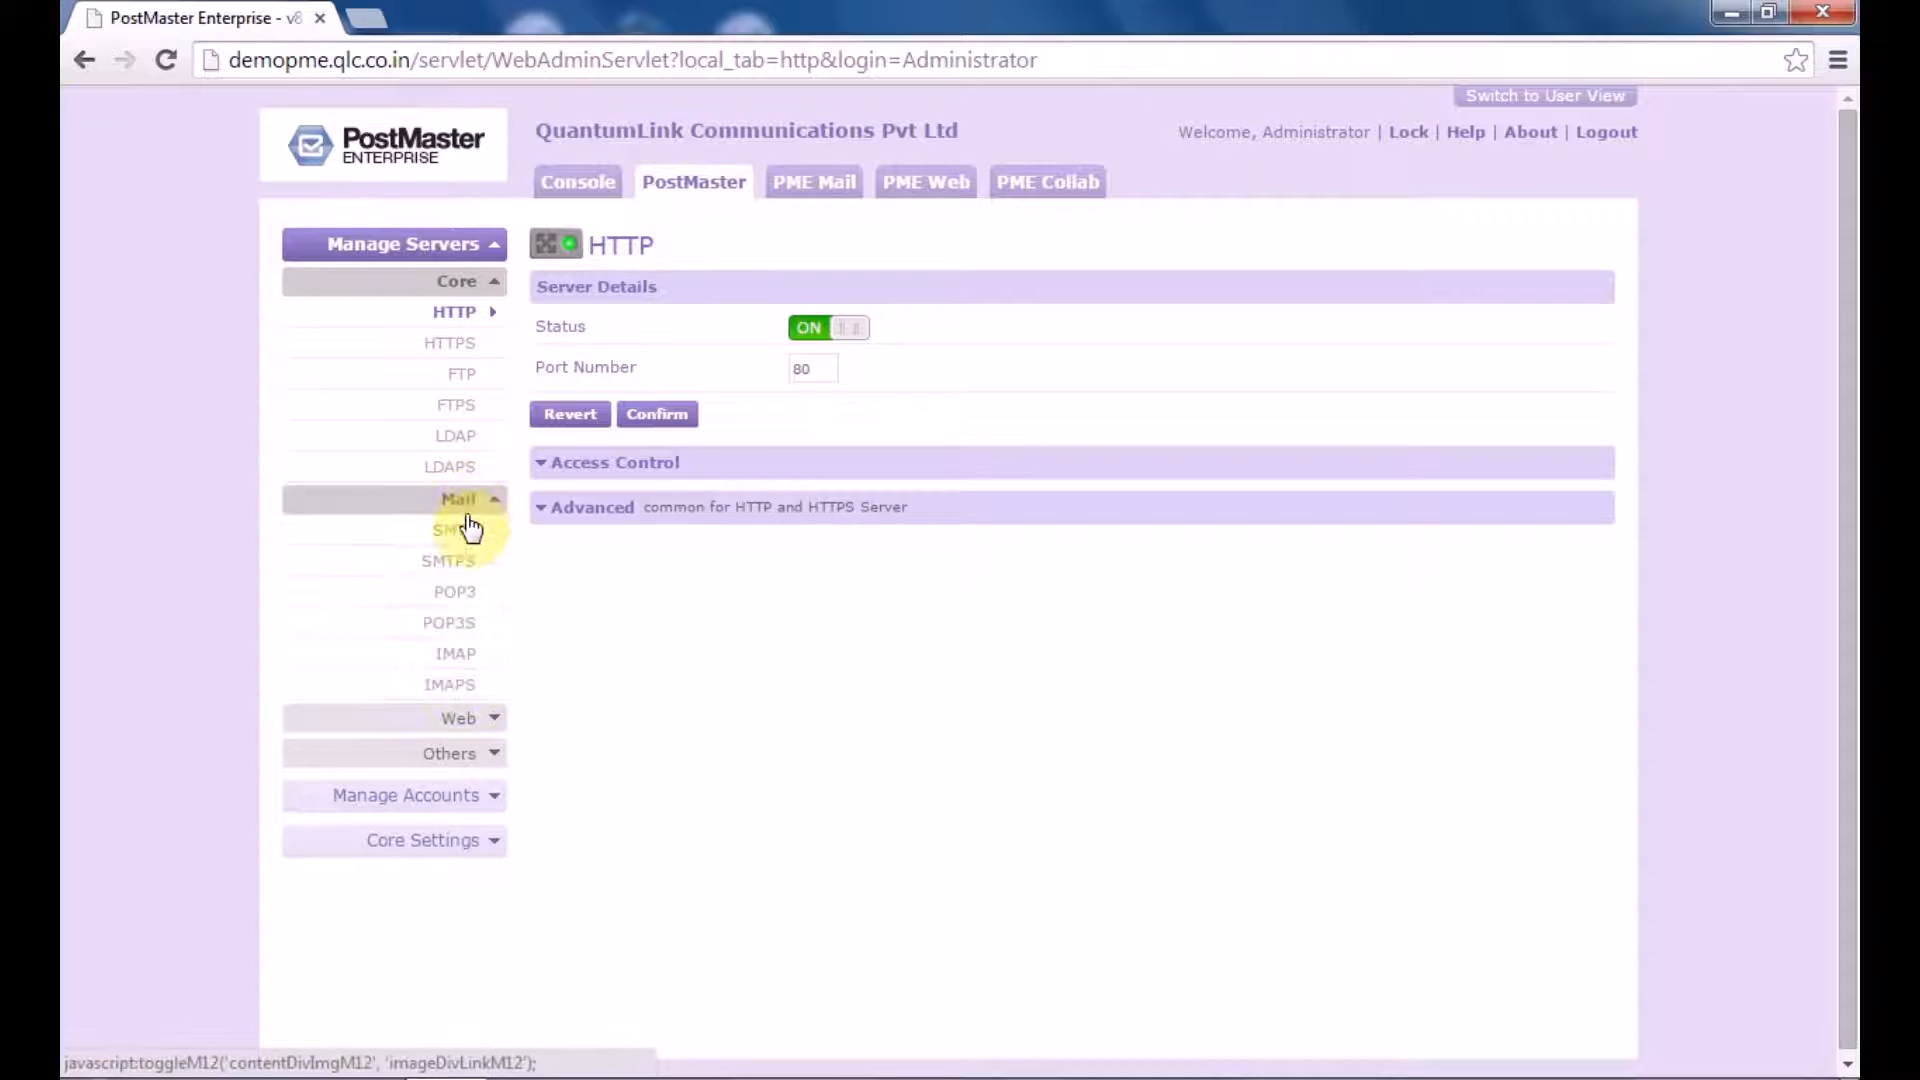 PostMaster Enterprise - v8
demopme.qlc.co.in/servlet/WebAdminServlet?local_tab=http&login=Administrator
Switch to User View
PostMaster
ENTERPRISE
QuantumLink Communications Pvt Ltd
Welcome, Administrator | Lock | Help | About | Logout
Console PostMaster PME Mail PME Web PME Collab
Manage Servers
Core
HTTP
HTTPS
FTP
FTPS
LDAP
LDAPS
Mail
SMTPS
POP3
POP3S
IMAP
IMAPS
Web
Others
Manage Accounts
Core Settings
HTTP
Server Details
Status ON
Port Number 80
Revert Confirm
Access Control
Advanced common for HTTP and HTTPS Server
javascript:toggleM12('contentDivImgM12', 'imageDivLinkM12');